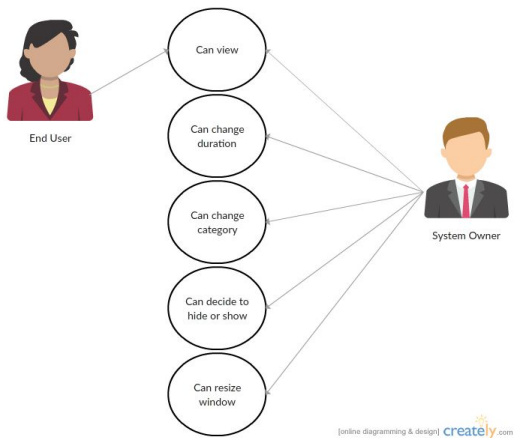 Can view
End User
Can change
duration
Can change
category
System Owner
Can decide to
hide or show
Can resize
window
[online diagramming & design] creately.com